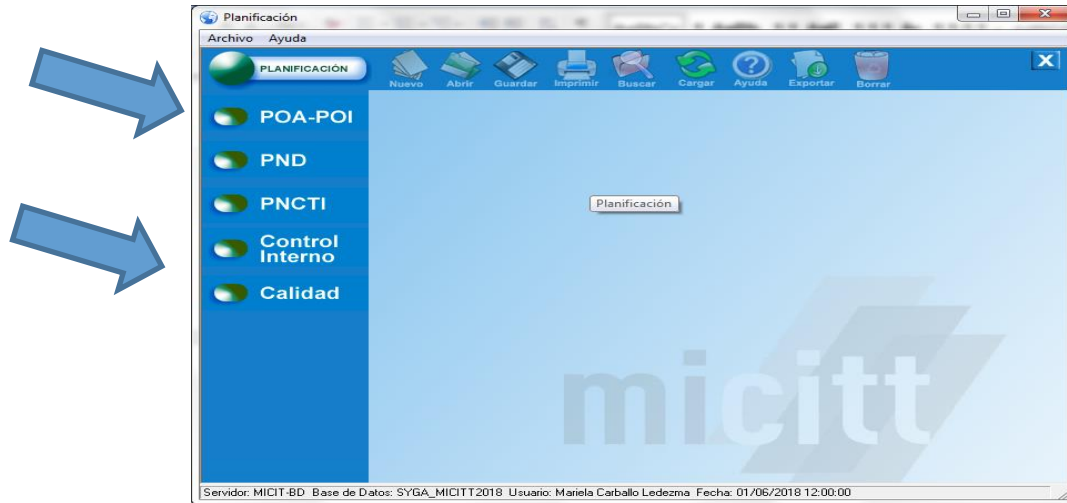 Planificación
Archivo Ayuda
PLANIFICACIÓN
Nuevo Abrir Guardar Imprimir Buscar Cargar Ayuda Exportar Borrar
X
POA-POI
PND
PNCTI
Planificación
Control
Interno
Calidad
micitt
Servidor: MICIT-BD Base de Datos: SYGA_MICITT2018 Usuario: Mariela Carballo Ledezma Fecha: 01/06/2018 12:00:00